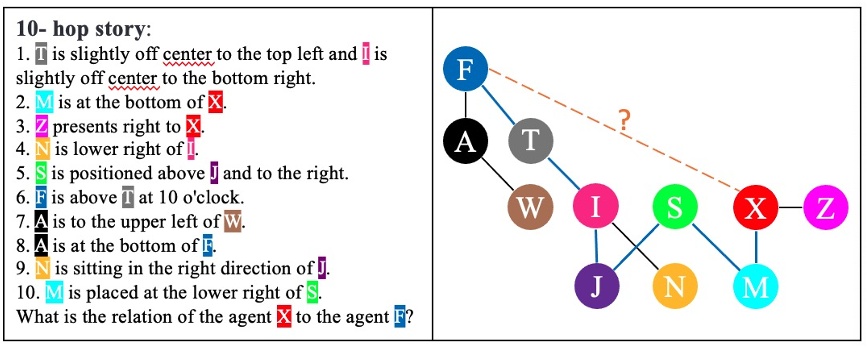 10- hop story:
1. T is slightly off center to the top left and I is
slightly off center to the bottom right.
2. M is at the bottom of X.
3. Z presents right to X.
4. N is lower right of I.
5. S is positioned above J and to the right.
6. F is above T at 10 o'clock.
7. A is to the upper left of W.
8. A is at the bottom of F.
9. N is sitting in the right direction of J.
10. M is placed at the lower right of S.
What is the relation of the agent X to the agent F?
F
?
A T
W I S X Z
J N M